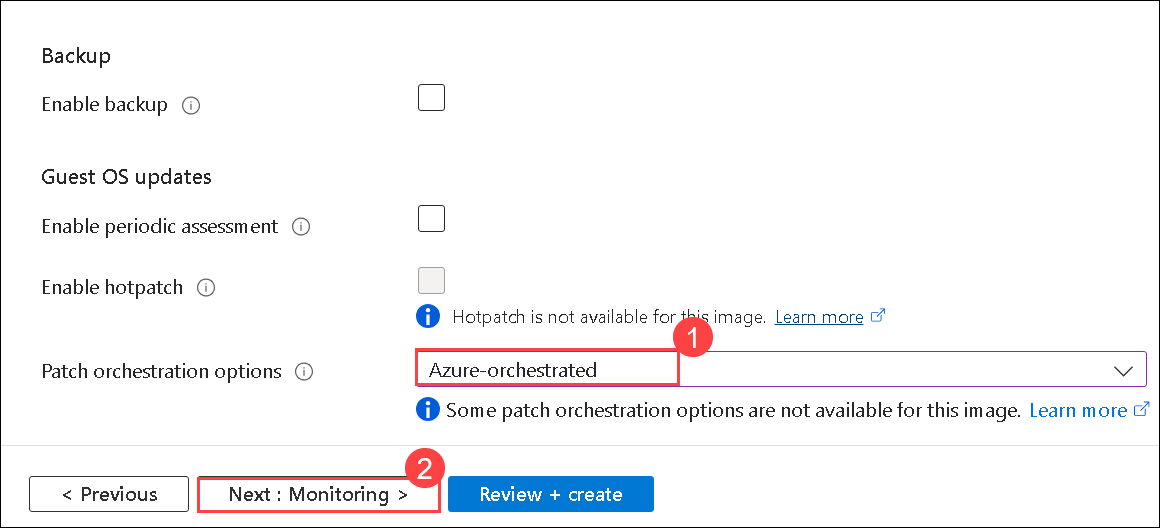 Backup
Enable backup
Guest OS updates
Enable periodic assessment
Enable hotpatch
Hotpatch is not available for this image. Learn more
1
Patch orchestration options
Azure-orchestrated
Some patch orchestration options are not available for this image. Learn more
2
< Previous
Next : Monitoring >
Review + create